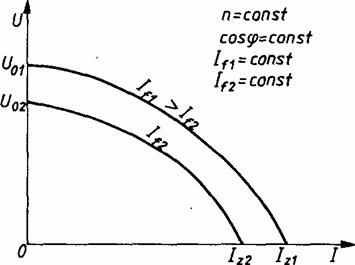 U
n=const
cosφ=const
I_f1=const
I_f2=const
U_01
U_02
I_f1 > I_f2
I_f2
0
I_z2
I_z1
I